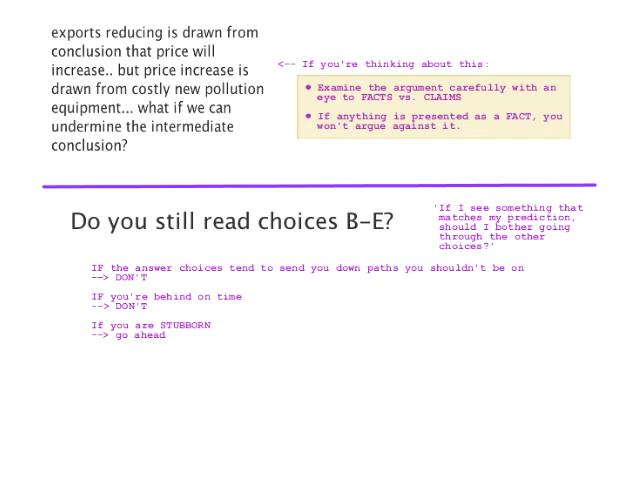 exports reducing is drawn from
conclusion that price will
increase.. but price increase is
drawn from costly new pollution
equipment... what if we can
undermine the intermediate
conclusion?
<-- If you're thinking about this:
• Examine the argument carefully with an
eye to FACTS vs. CLAIMS
• If anything is presented as a FACT, you
won't argue against it.
Do you still read choices B-E?
'If I see something that
matches my prediction,
should I bother going
through the other
choices?'
IF the answer choices tend to send you down paths you shouldn't be on
--> DON'T
IF you're behind on time
--> DON'T
If you are STUBBORN
--> go ahead